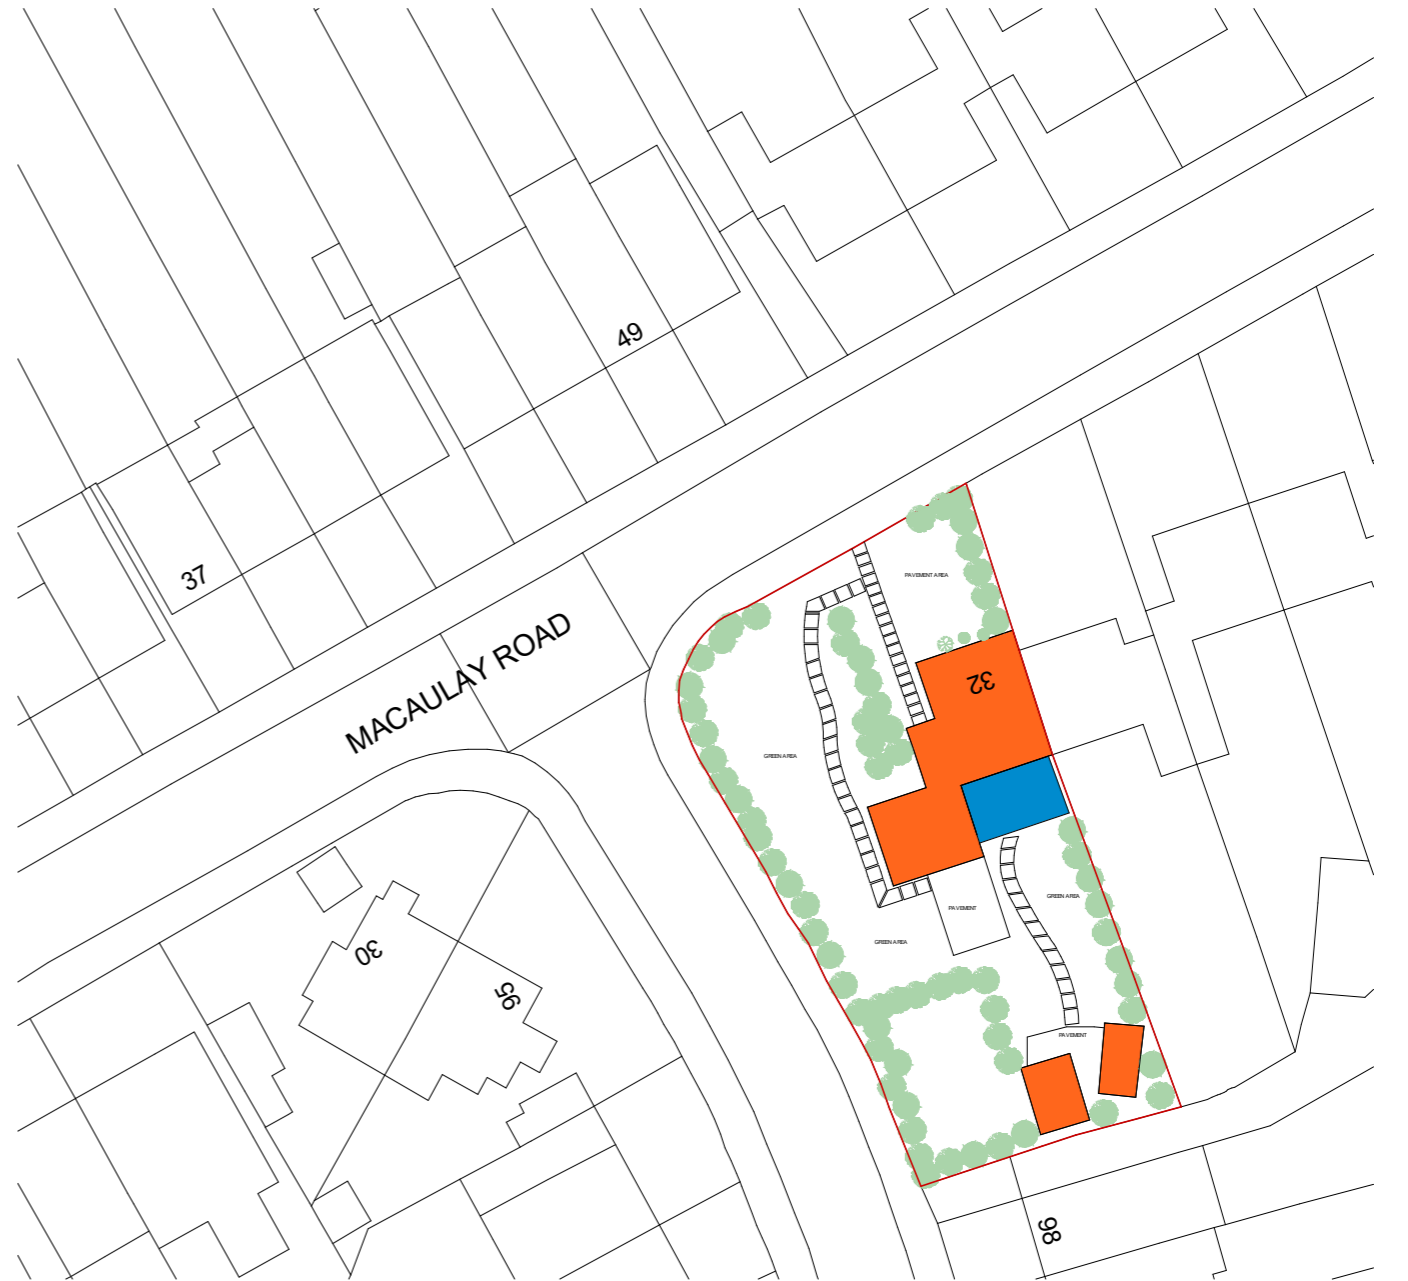 49
37
PAVEMENT AREA
MACAULAY ROAD
32
GREEN AREA
GREEN AREA
PAVEMENT
GREEN AREA
30
95
PAVEMENT
98